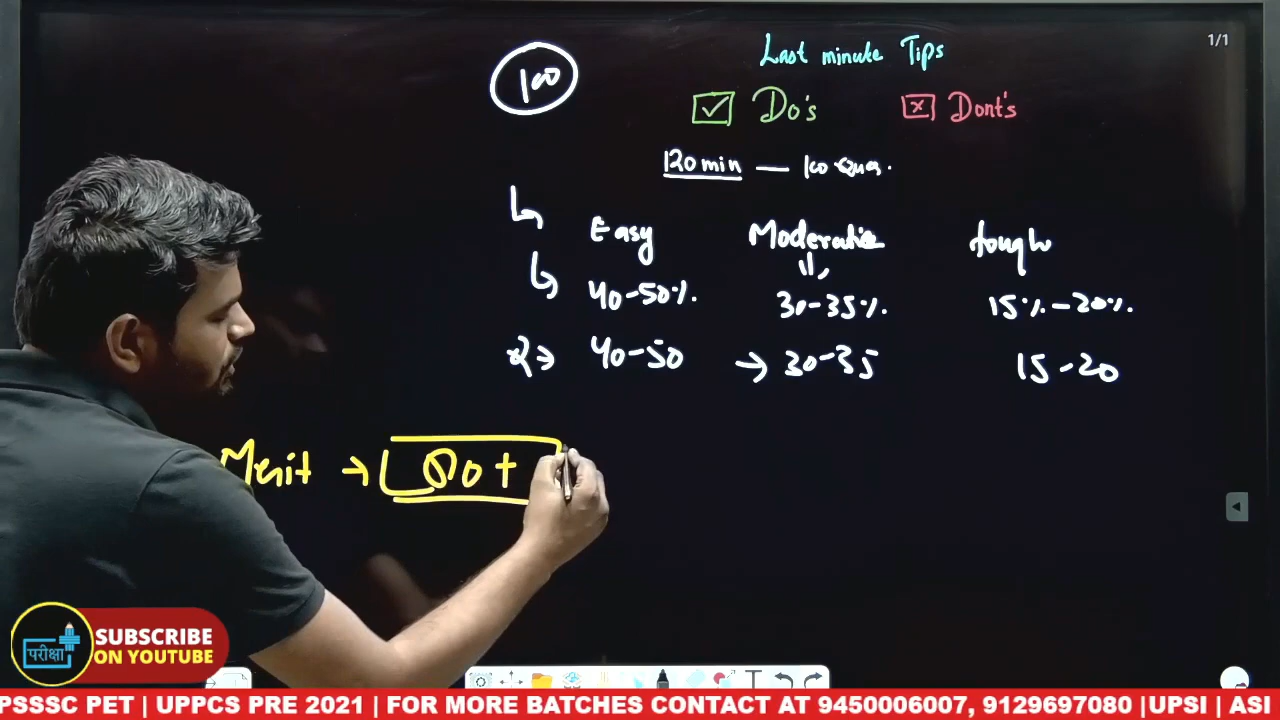 1/1
Last minute Tips
100
Do's Dont's
120 min — 100 ques.
Easy Moderate tough
40-50% 30-35% 15%-20%
40-50 → 30-35 15-20
Merit → 80+
परीक्षा
SUBSCRIBE
ON YOUTUBE
PSSSC PET | UPPCS PRE 2021 | FOR MORE BATCHES CONTACT AT 9450006007, 9129697080 |UPSI | ASI